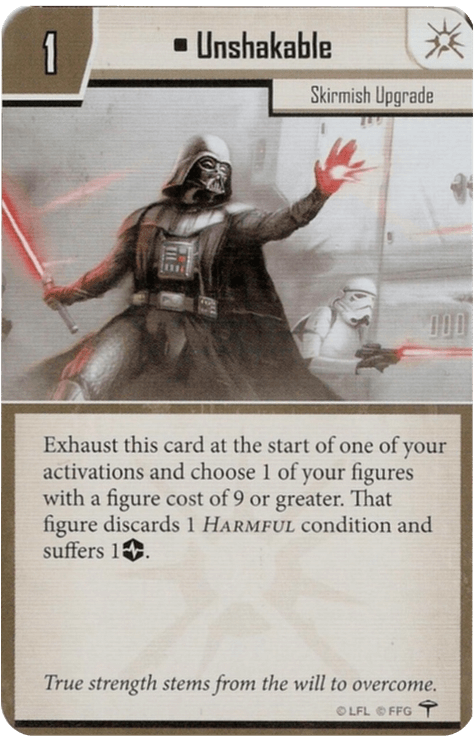 1
▪ Unshakable
Skirmish Upgrade
Exhaust this card at the start of one of your
activations and choose 1 of your figures
with a figure cost of 9 or greater. That
figure discards 1 HARMFUL condition and
suffers 1.
True strength stems from the will to overcome.
© LFL © FFG